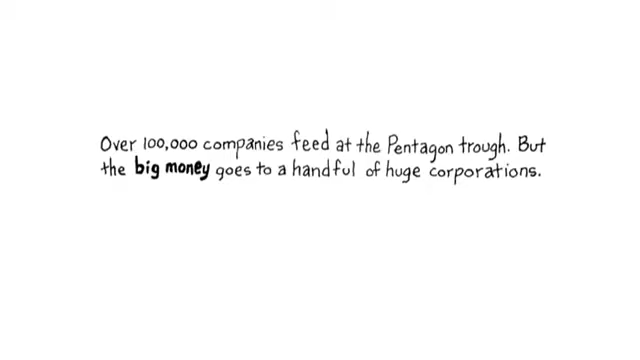 Over 100,000 companies feed at the Pentagon trough. But
the big money goes to a handful of huge corporations.